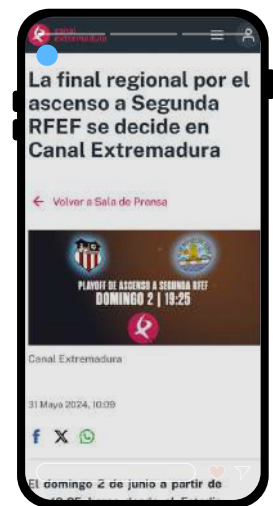 canal
extremadura
La final regional por el
ascenso a Segunda
RFEF se decide en
Canal Extremadura
← Volver a Sala de Prensa
PLAYOFF DE ASCENSO A SEGUNDA RFEF
DOMINGO 2 | 19:25
Canal Extremadura
31 Mayo 2024, 10:09
El domingo 2 de junio a partir de